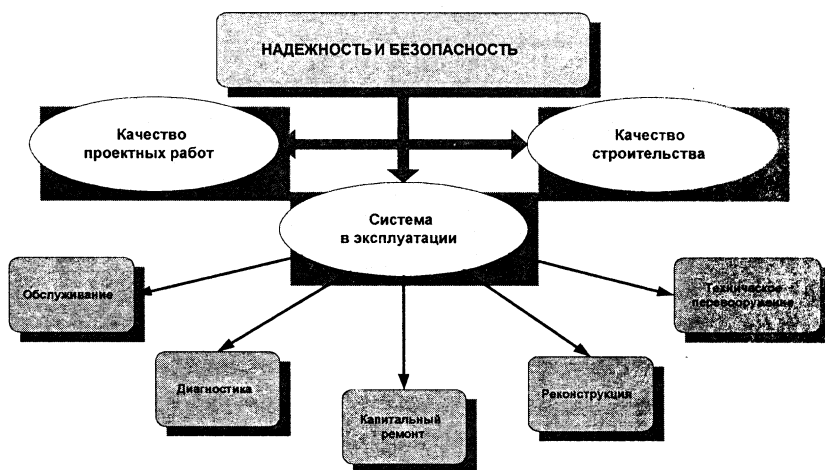 НАДЕЖНОСТЬ И БЕЗОПАСНОСТЬ
Качество
проектных работ
Качество
строительства
Система
в эксплуатации
Обслуживание
Техническое
перевооружение
Диагностика
Капитальный
ремонт
Реконструкция